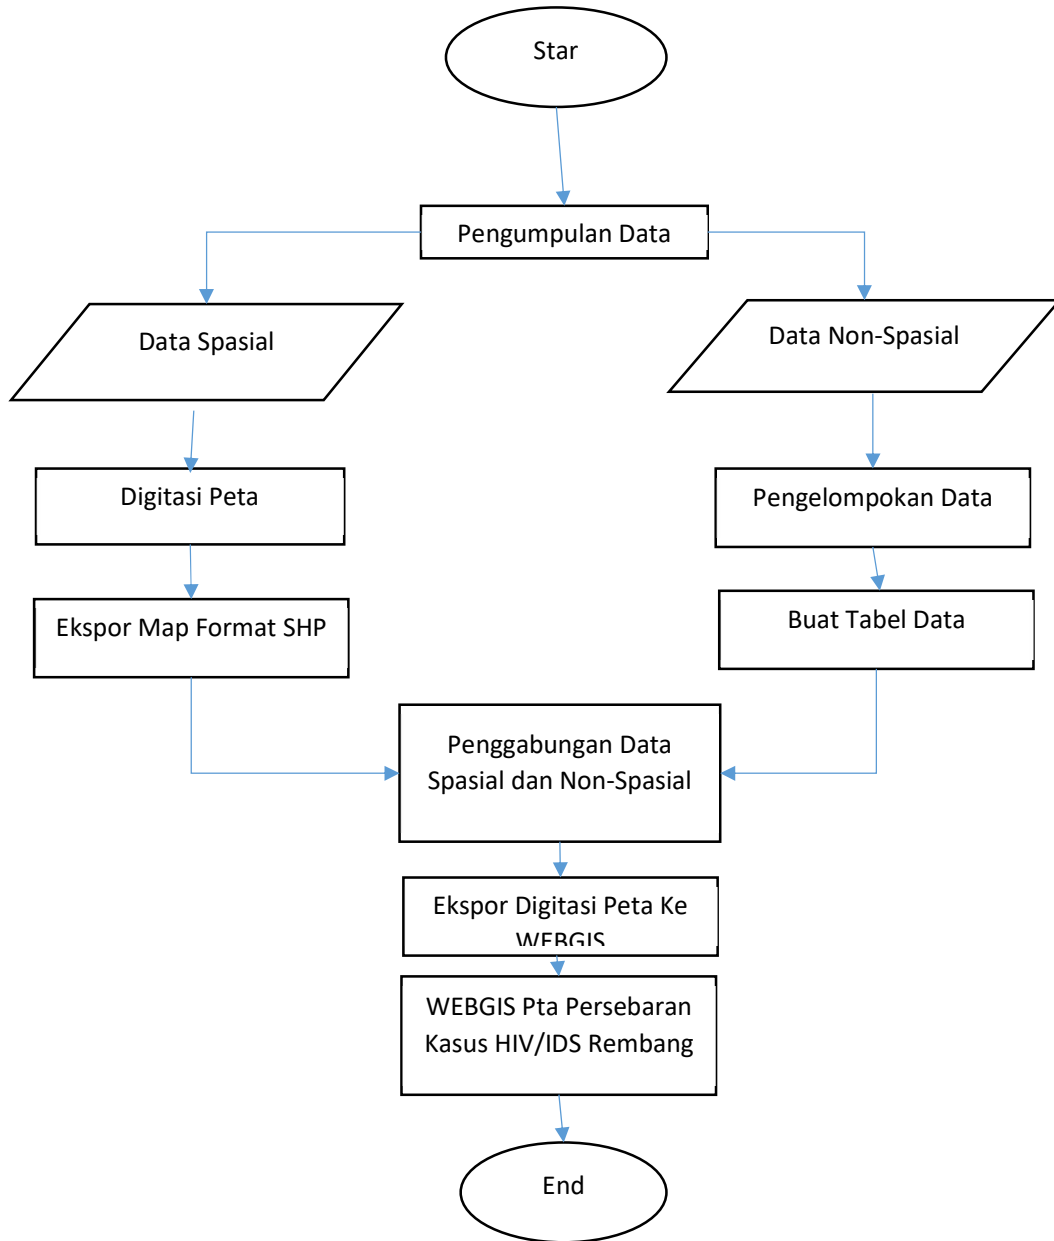 Star
Pengumpulan Data
Data Spasial
Data Non-Spasial
Digitasi Peta
Pengelompokan Data
Ekspor Map Format SHP
Buat Tabel Data
Penggabungan Data
Spasial dan Non-Spasial
Ekspor Digitasi Peta Ke
WEBGIS
WEBGIS Pta Persebaran
Kasus HIV/IDS Rembang
End